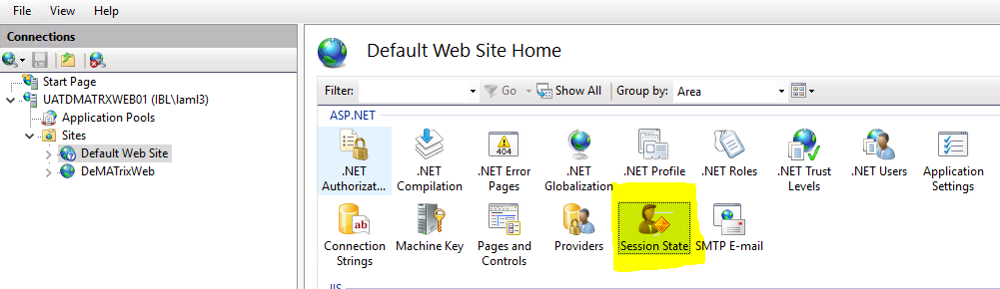 File View Help
Connections
Start Page
UATDMATRXWEB01 (IBL\laml3)
Application Pools
Sites
Default Web Site
DeMATrixWeb
Default Web Site Home
Filter: Go Show All Group by: Area
ASP.NET
.NET Authorizat...
.NET Compilation
.NET Error Pages
404
.NET Globalization
.NET Profile
.NET Roles
.NET Trust Levels
.NET Users
Application Settings
ab
Connection Strings
Machine Key
Pages and Controls
Providers
Session State
SMTP E-mail
IIS